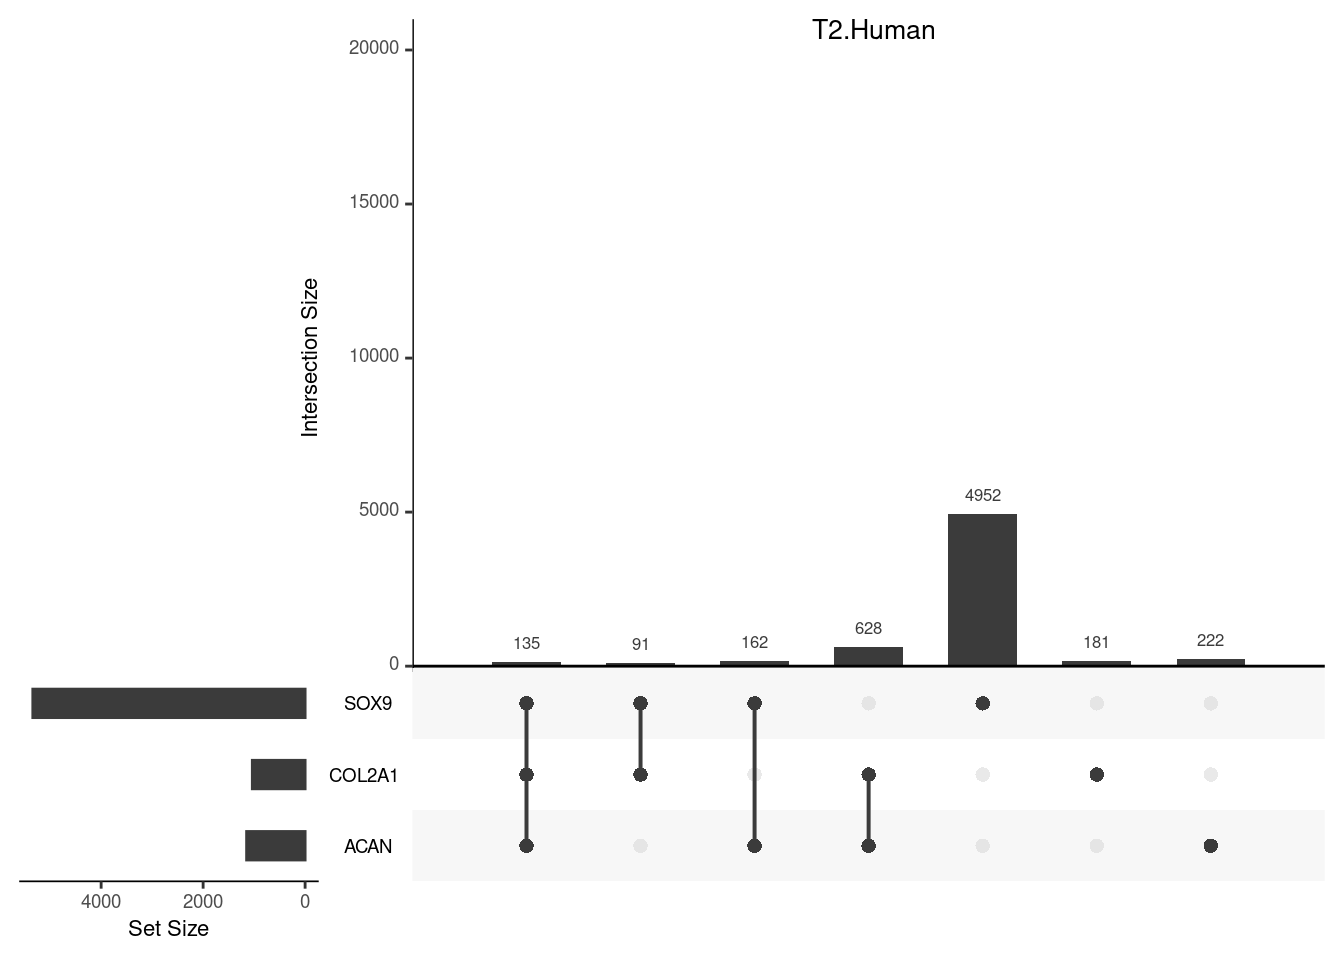 T2.Human
20000
15000
10000
5000
0
Intersection Size
135 91 162 628 4952 181 222
SOX9
COL2A1
ACAN
4000 2000 0
Set Size